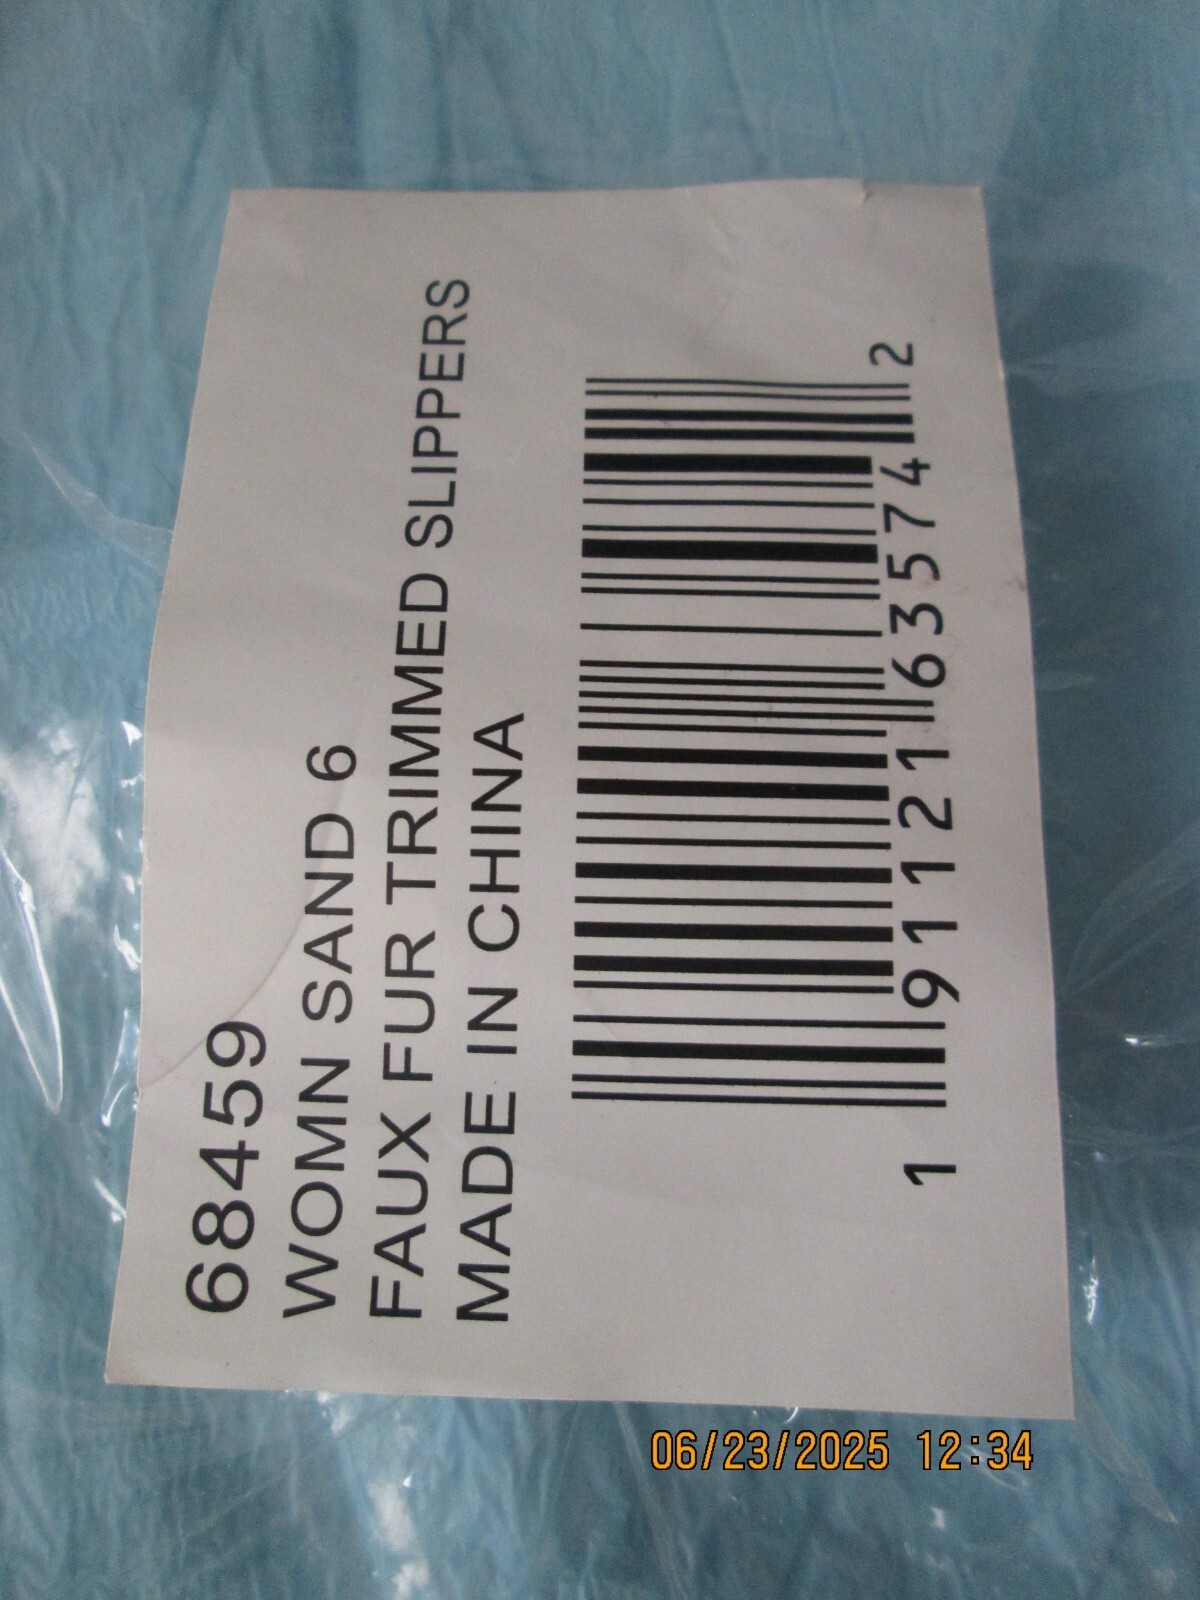 68459
WOMN SAND 6
FAUX FUR TRIMMED SLIPPERS
MADE IN CHINA
1 91121 63574 2
06/23/2025 12:34